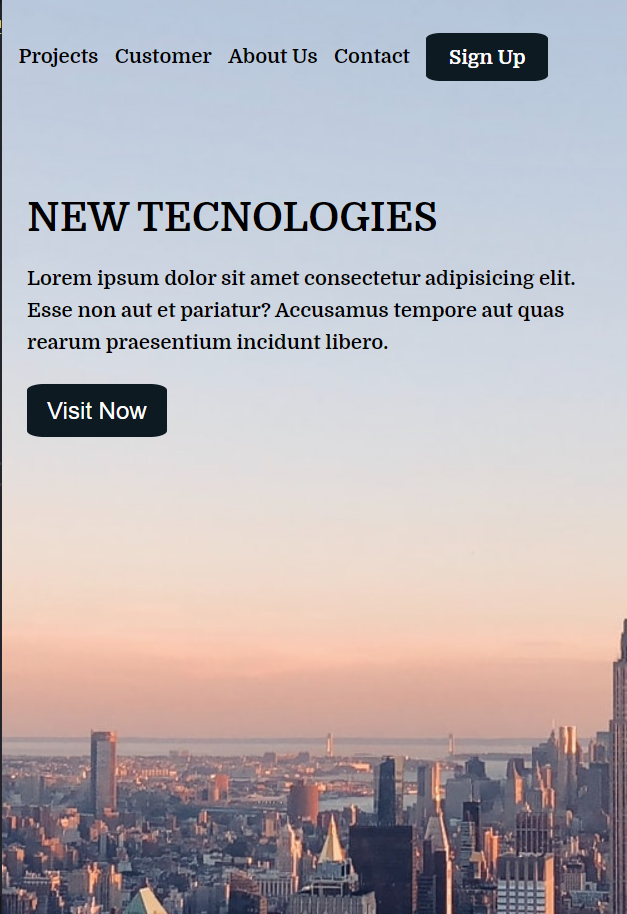 Projects Customer About Us Contact Sign Up
NEW TECNOLOGIES
Lorem ipsum dolor sit amet consectetur adipisicing elit.
Esse non aut et pariatur? Accusamus tempore aut quas
rearum praesentium incidunt libero.
Visit Now